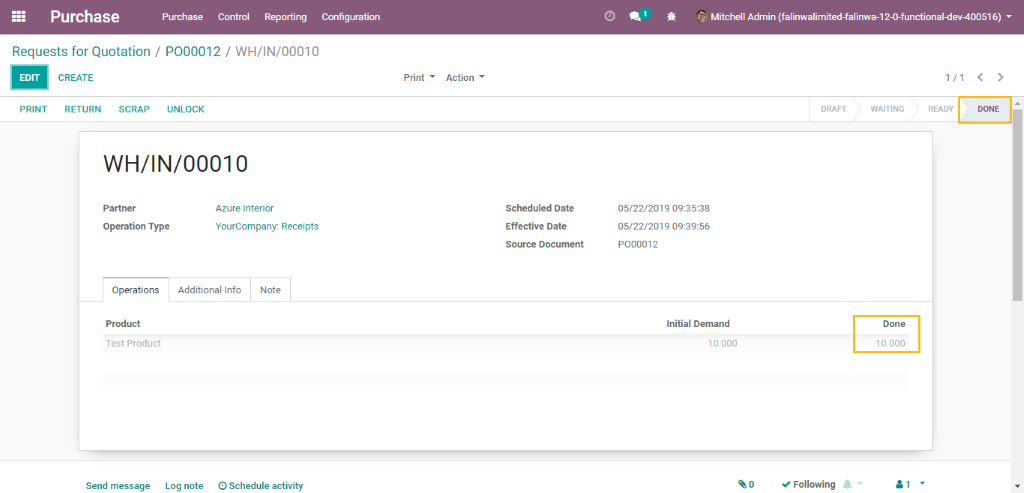 Purchase Purchase Control Reporting Configuration 1 Mitchell Admin (falinwalimited-falinwa-12-0-functional-dev-400516)
Requests for Quotation / PO00012 / WH/IN/00010
EDIT CREATE Print Action 1 / 1
PRINT RETURN SCRAP UNLOCK DRAFT WAITING READY DONE
WH/IN/00010
Partner Azure Interior Scheduled Date 05/22/2019 09:35:38
Operation Type YourCompany: Receipts Effective Date 05/22/2019 09:39:56
Source Document PO00012
Operations Additional Info Note
Product Initial Demand Done
Test Product 10.000 10.000
Send message Log note Schedule activity 0 Following 1